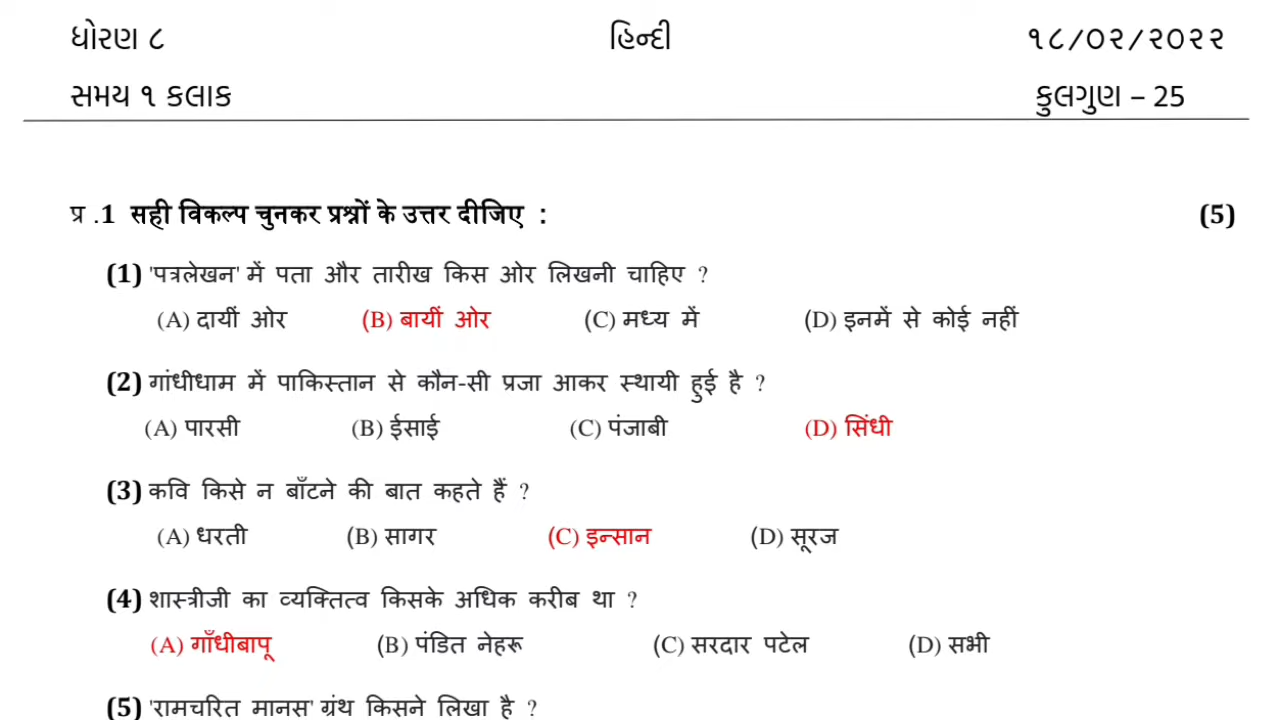 ધોરણ ૮ હિન્દી ૧૮/૦૨/૨૦૨૨
સમય ૧ કલાક કુલગુણ – 25
प्र .1 सही विकल्प चुनकर प्रश्नों के उत्तर दीजिए : (5)
(1) 'पत्रलेखन' में पता और तारीख किस ओर लिखनी चाहिए ?
(A) दायीं ओर (B) बायीं ओर (C) मध्य में (D) इनमें से कोई नहीं
(2) गांधीधाम में पाकिस्तान से कौन-सी प्रजा आकर स्थायी हुई है ?
(A) पारसी (B) ईसाई (C) पंजाबी (D) सिंधी
(3) कवि किसे न बाँटने की बात कहते हैं ?
(A) धरती (B) सागर (C) इन्सान (D) सूरज
(4) शास्त्रीजी का व्यक्तित्व किसके अधिक करीब था ?
(A) गाँधीबापू (B) पंडित नेहरू (C) सरदार पटेल (D) सभी
(5) 'रामचरित मानस' ग्रंथ किसने लिखा है ?